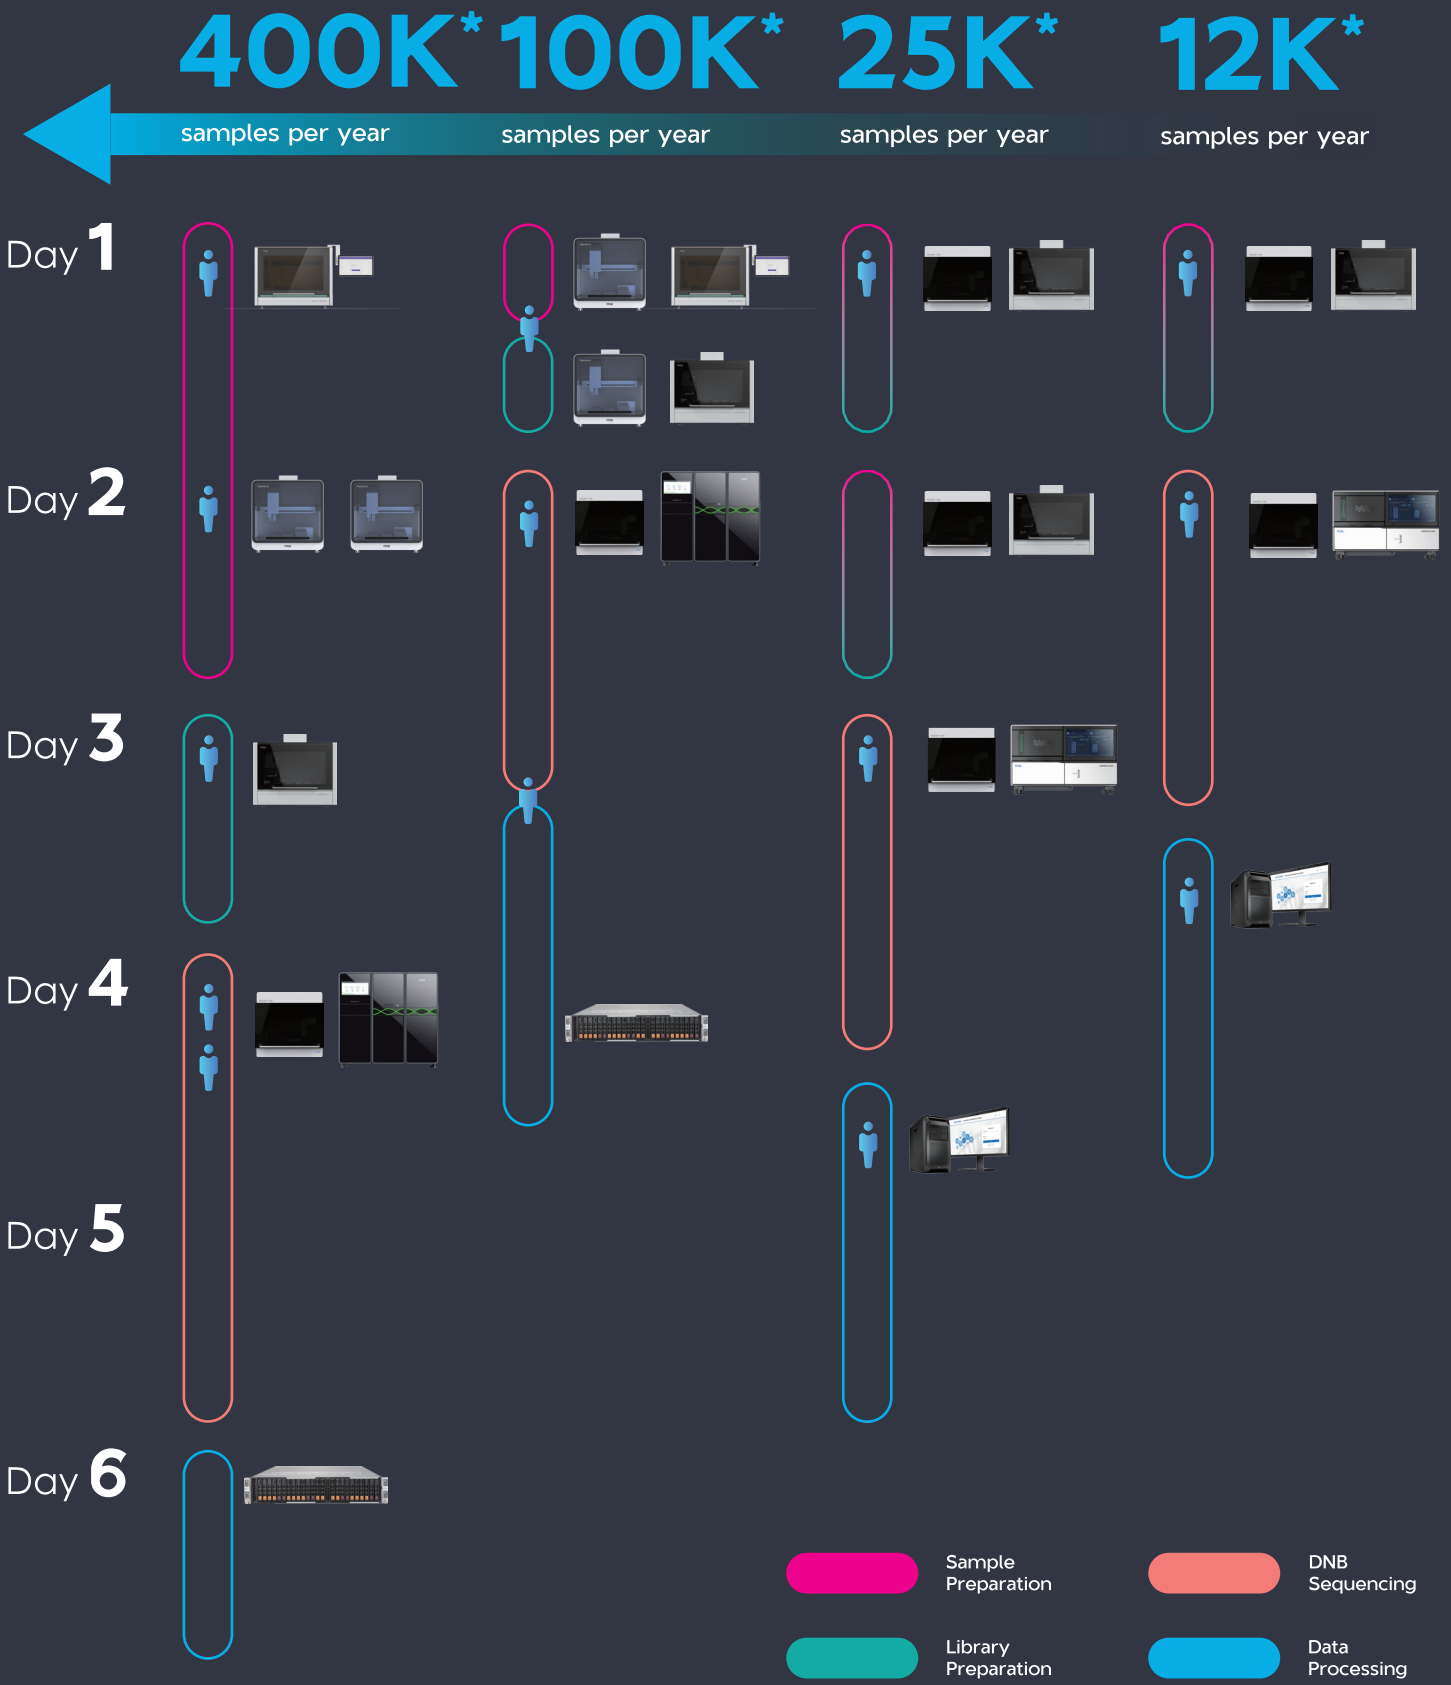 400K* 100K* 25K* 12K*
samples per year samples per year samples per year samples per year
Day 1
Day 2
Day 3
Day 4
Day 5
Day 6
Sample
Preparation
DNB
Sequencing
Library
Preparation
Data
Processing